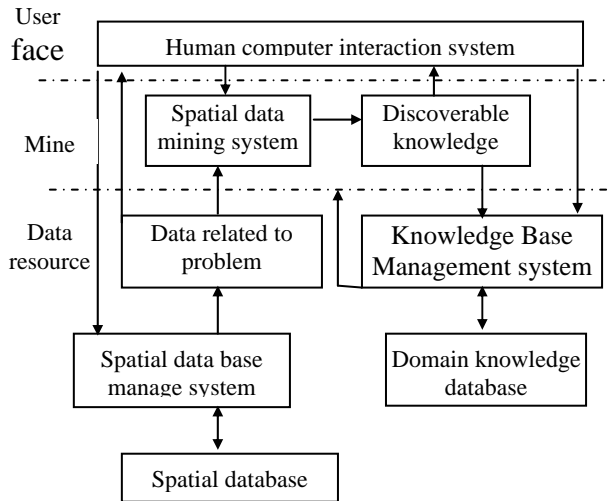 User
face
Human computer interaction system
Mine
Spatial data
mining system
Discoverable
knowledge
Data
resource
Data related to
problem
Knowledge Base
Management system
Spatial data base
manage system
Domain knowledge
database
Spatial database